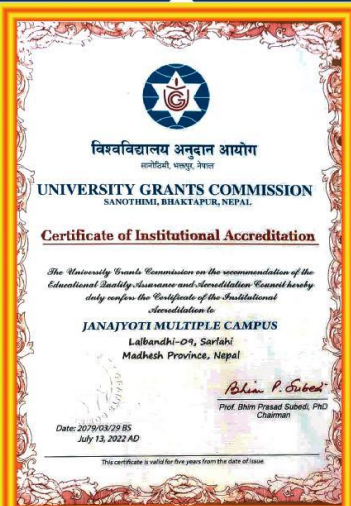 विश्वविद्यालय अनुदान आयोग
सानोठिमी, भक्तपुर, नेपाल
UNIVERSITY GRANTS COMMISSION
SANOTHIMI, BHAKTAPUR, NEPAL
Certificate of Institutional Accreditation
The University Grants Commission on the recommendation of the
Educational Quality Assurance and Accreditation Council hereby
duly confers the Certificate of the Institutional
Accreditation to
JANAJYOTI MULTIPLE CAMPUS
Lalbandhi-09, Sarlahi
Madhesh Province, Nepal
Bhim P. Subedi
Prof. Bhim Prasad Subedi, PhD
Chairman
Date: 2079/03/29 BS
July 13, 2022 AD
This certificate is valid for five years from the date of issue